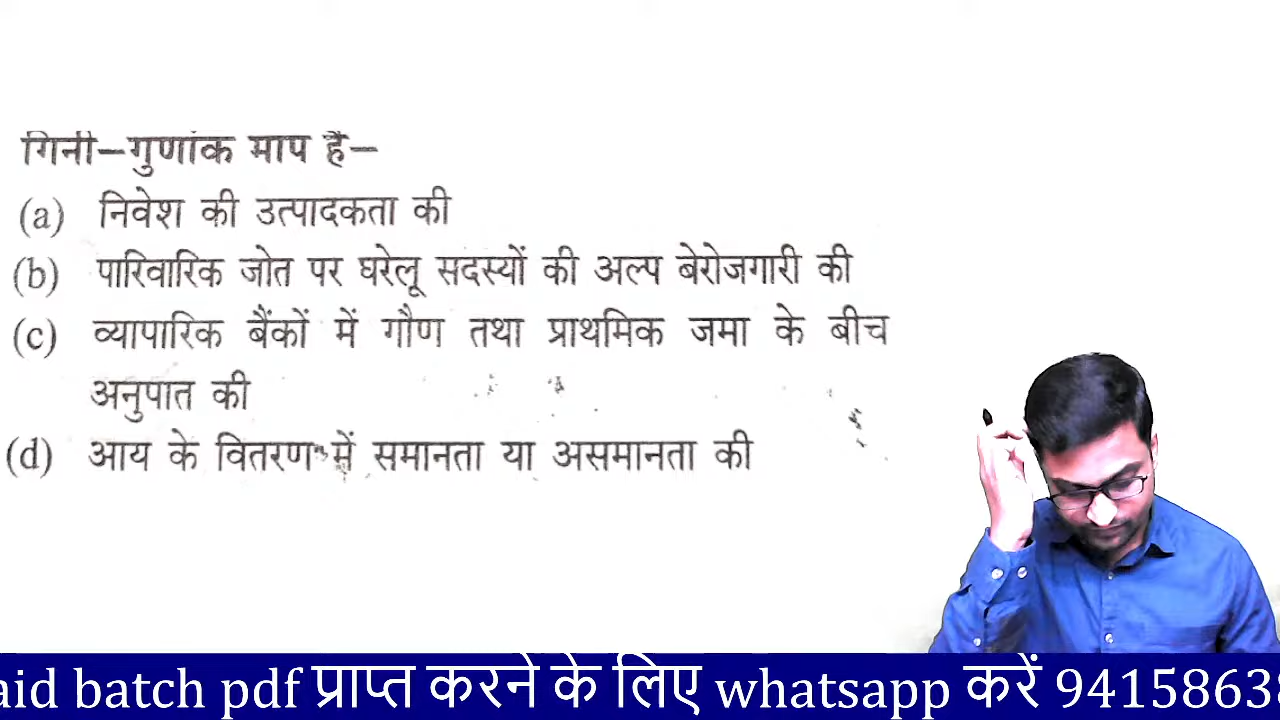 गिनी–गुणांक माप है–
(a) निवेश की उत्पादकता की
(b) पारिवारिक जोत पर घरेलू सदस्यों की अल्प बेरोजगारी की
(c) व्यापारिक बैंकों में गौण तथा प्राथमिक जमा के बीच
अनुपात की
(d) आय के वितरण में समानता या असमानता की
aid batch pdf प्राप्त करने के लिए whatsapp करें 94158639